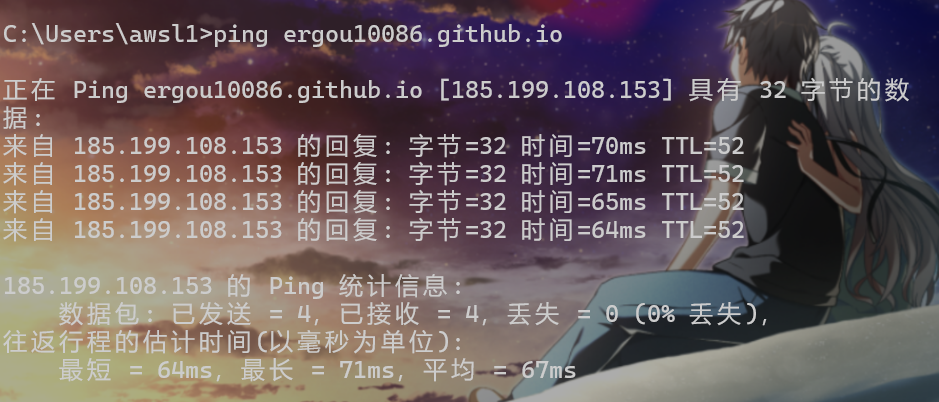 C:\Users\awsl1>ping ergou10086.github.io
正在 Ping ergou10086.github.io [185.199.108.153] 具有 32 字节的数
据:
来自 185.199.108.153 的回复: 字节=32 时间=70ms TTL=52
来自 185.199.108.153 的回复: 字节=32 时间=71ms TTL=52
来自 185.199.108.153 的回复: 字节=32 时间=65ms TTL=52
来自 185.199.108.153 的回复: 字节=32 时间=64ms TTL=52
185.199.108.153 的 Ping 统计信息:
数据包: 已发送 = 4, 已接收 = 4, 丢失 = 0 (0% 丢失),
往返行程的估计时间(以毫秒为单位):
最短 = 64ms, 最长 = 71ms, 平均 = 67ms